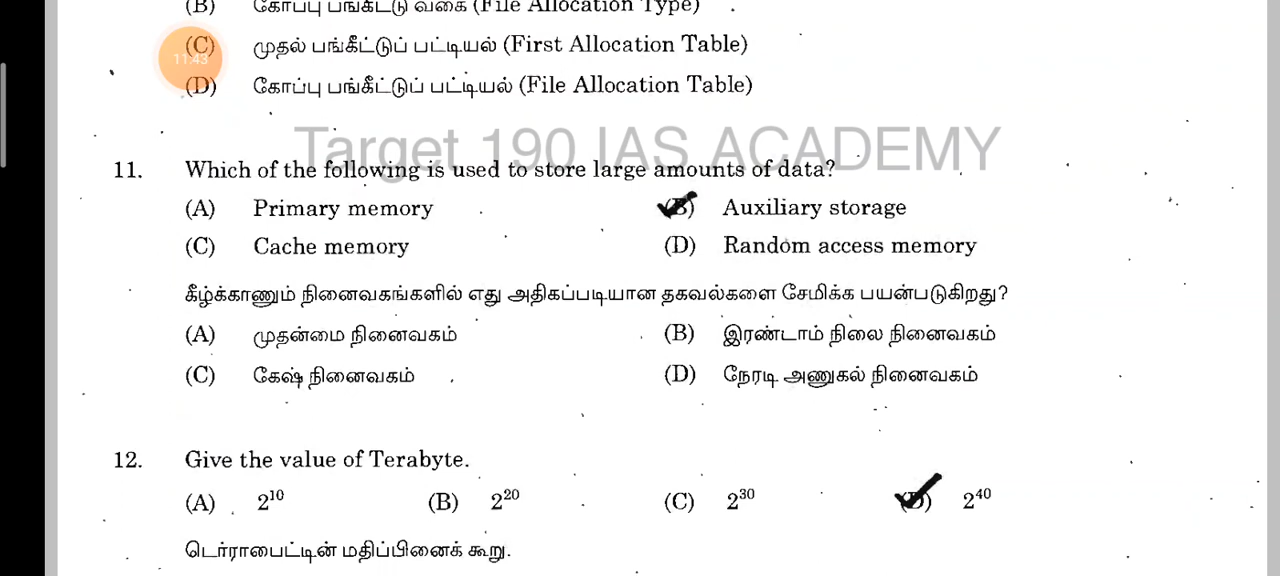 (B) கோப்பு பங்கீட்டு வகை (File Allocation Type)
(C) முதல் பங்கீட்டுப் பட்டியல் (First Allocation Table)
11:43
(D) கோப்பு பங்கீட்டுப் பட்டியல் (File Allocation Table)
Target 190 IAS ACADEMY
11. Which of the following is used to store large amounts of data?
(A) Primary memory (B) Auxiliary storage
(C) Cache memory (D) Random access memory
கீழ்க்காணும் நினைவகங்களில் எது அதிகப்படியான தகவல்களை சேமிக்க பயன்படுகிறது?
(A) முதன்மை நினைவகம் (B) இரண்டாம் நிலை நினைவகம்
(C) கேஷ் நினைவகம் (D) நேரடி அணுகல் நினைவகம்
12. Give the value of Terabyte.
(A) 2¹⁰ (B) 2²⁰ (C) 2³⁰ (D) 2⁴⁰
டெர்ராபைட்டின் மதிப்பினைக் கூறு.